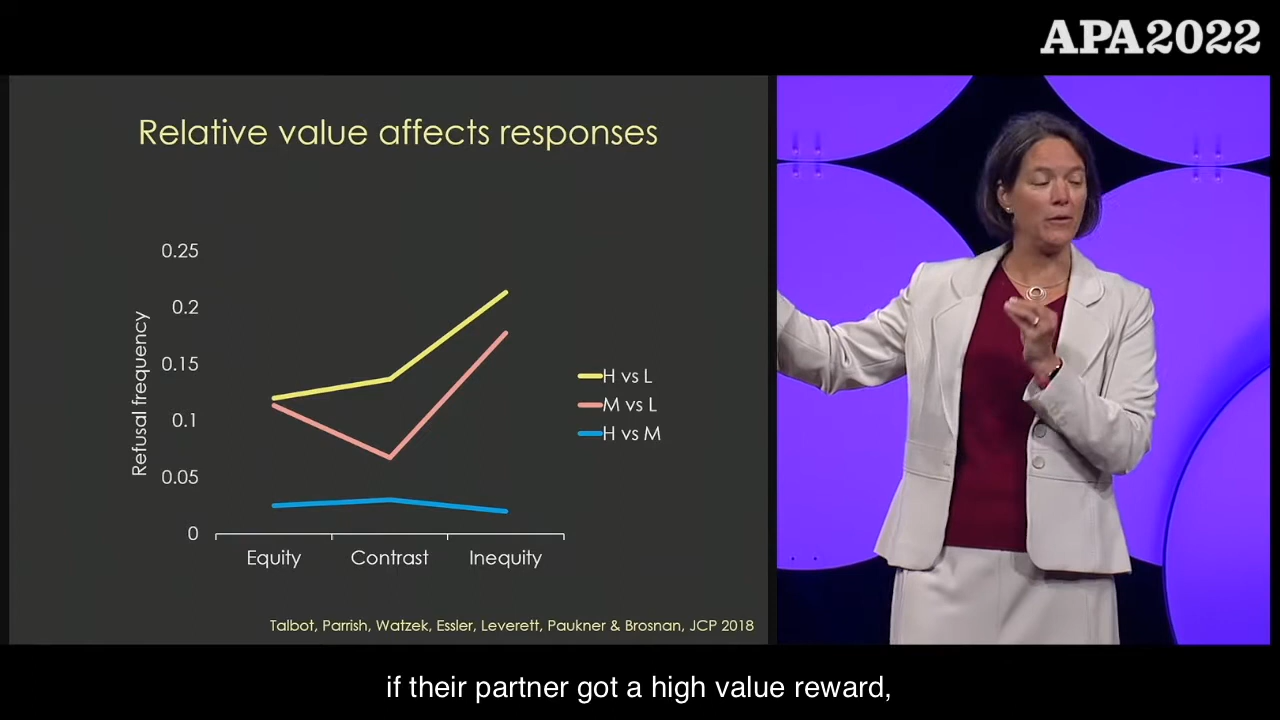 APA2022
Relative value affects responses
0.25
0.2
0.15
0.1
0.05
0
Refusal frequency
H vs L
M vs L
H vs M
Equity Contrast Inequity
Talbot, Parrish, Watzek, Essler, Leverett, Paukner & Brosnan, JCP 2018
if their partner got a high value reward,